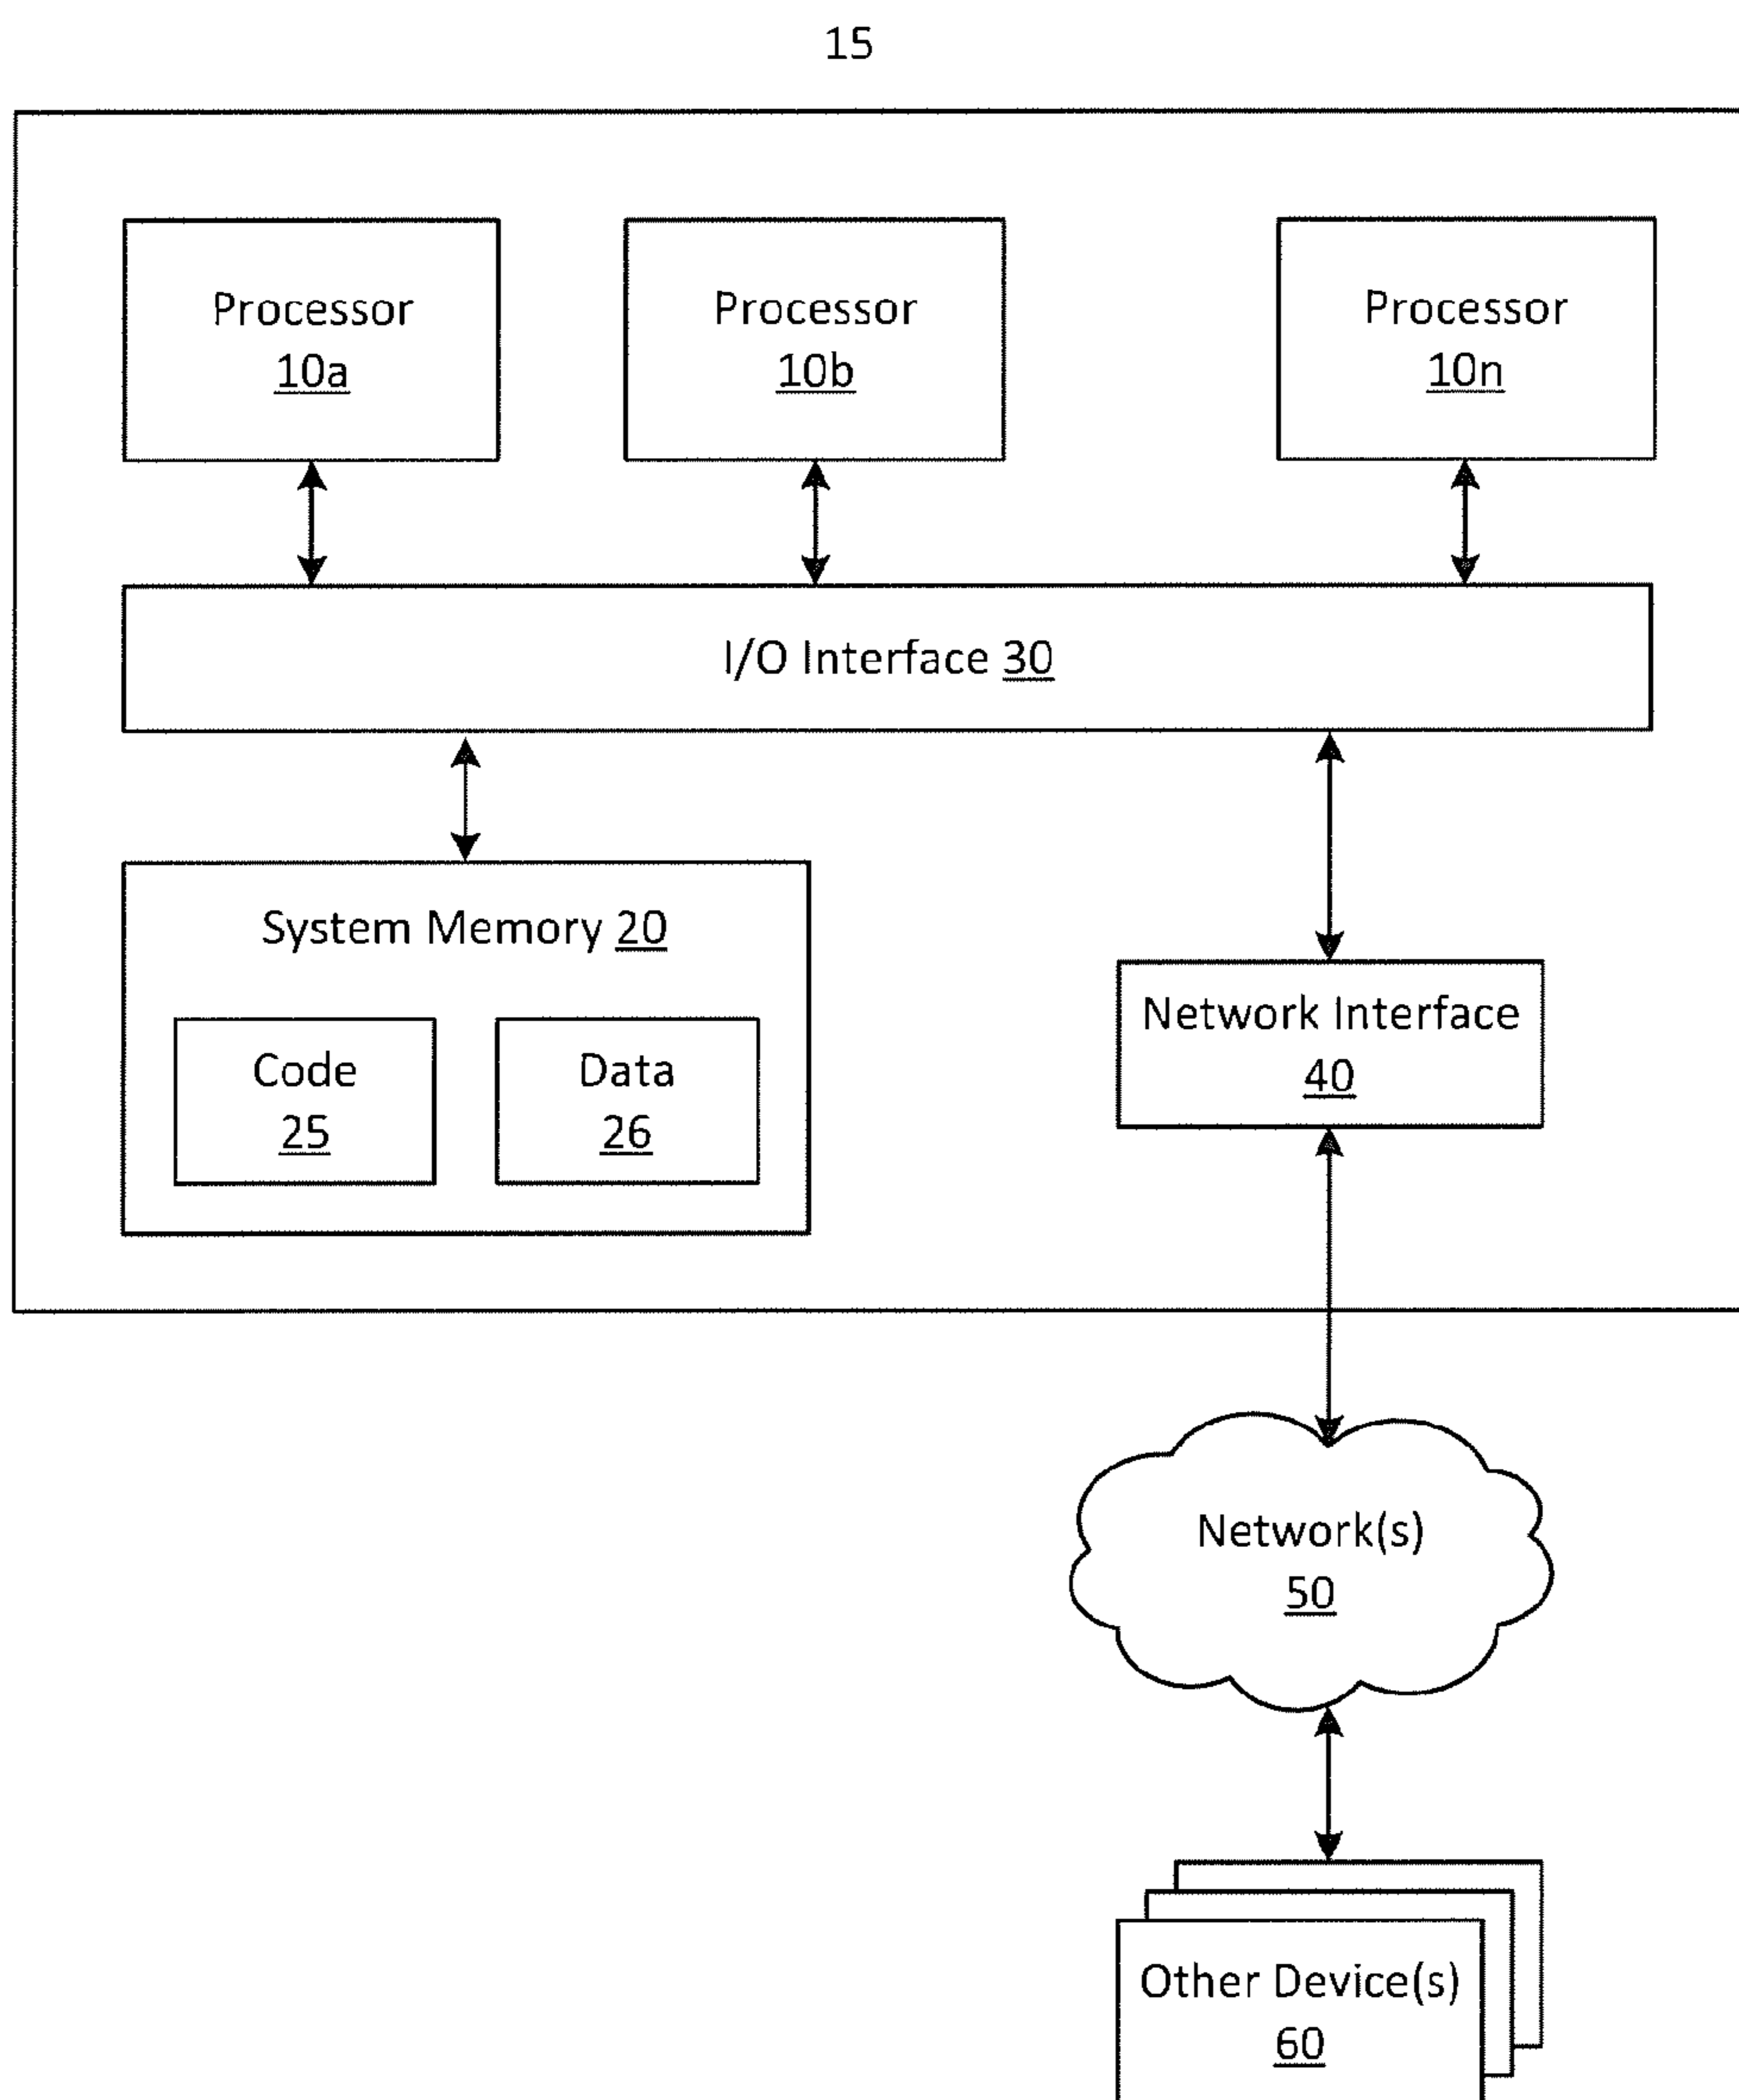 15
Processor
10a
Processor
10b
Processor
10n
I/O Interface 30
System Memory 20
Code
25
Data
26
Network Interface
40
Network(s)
50
Other Device(s)
60